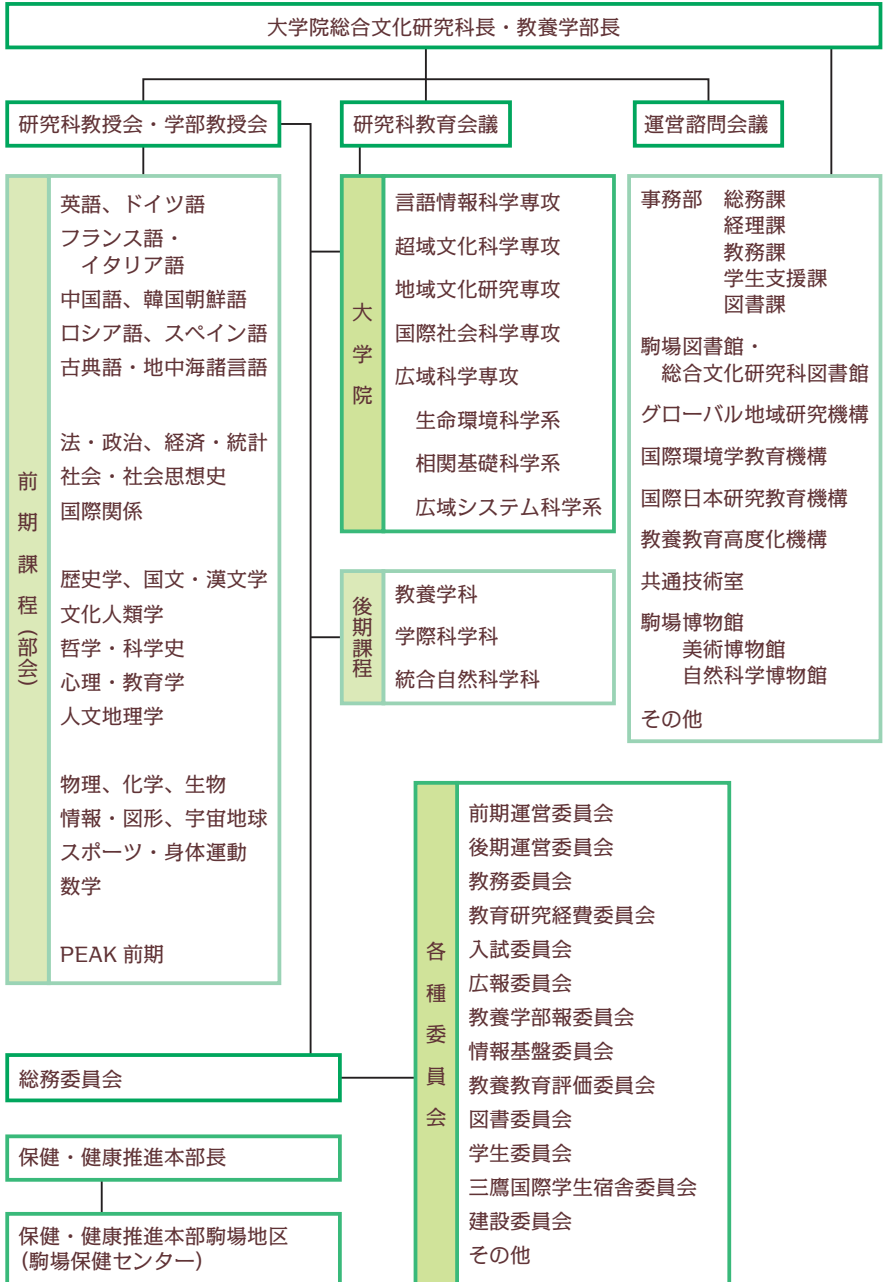 大学院総合文化研究科長・教養学部長
研究科教授会・学部教授会
研究科教育会議
運営諮問会議
前期課程(部会)
英語、ドイツ語
フランス語・
イタリア語
中国語、韓国朝鮮語
ロシア語、スペイン語
古典語・地中海諸言語
法・政治、経済・統計
社会・社会思想史
国際関係
歴史学、国文・漢文学
文化人類学
哲学・科学史
心理・教育学
人文地理学
物理、化学、生物
情報・図形、宇宙地球
スポーツ・身体運動
数学
PEAK 前期
大学院
言語情報科学専攻
超域文化科学専攻
地域文化研究専攻
国際社会科学専攻
広域科学専攻
生命環境科学系
相関基礎科学系
広域システム科学系
後期課程
教養学科
学際科学科
統合自然科学科
事務部 総務課
経理課
教務課
学生支援課
図書課
駒場図書館・
総合文化研究科図書館
グローバル地域研究機構
国際環境学教育機構
国際日本研究教育機構
教養教育高度化機構
共通技術室
駒場博物館
美術博物館
自然科学博物館
その他
総務委員会
各種委員会
前期運営委員会
後期運営委員会
教務委員会
教育研究経費委員会
入試委員会
広報委員会
教養学部報委員会
情報基盤委員会
教養教育評価委員会
図書委員会
学生委員会
三鷹国際学生宿舎委員会
建設委員会
その他
保健・健康推進本部長
保健・健康推進本部駒場地区
(駒場保健センター)